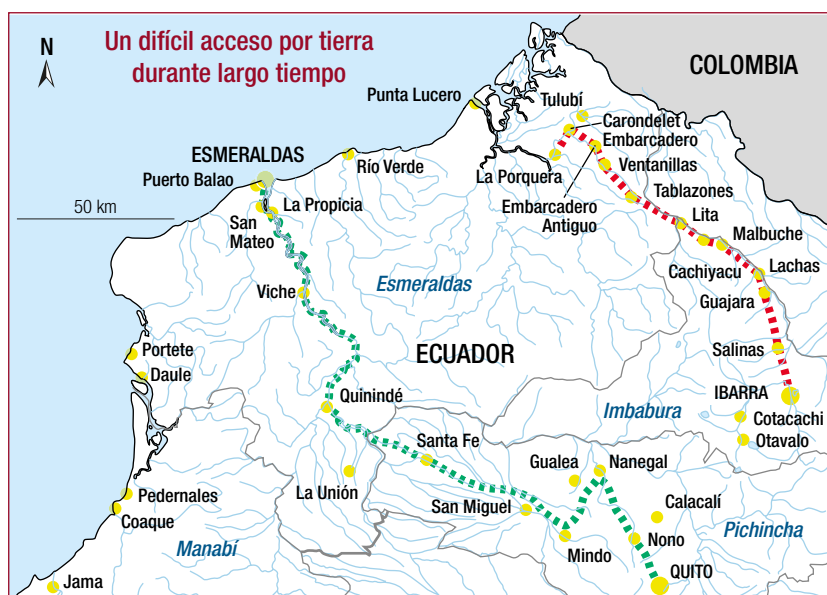 Un difícil acceso por tierra
durante largo tiempo
N
COLOMBIA
Punta Lucero
Tulubí
Carondelet
Embarcadero
ESMERALDAS
Río Verde
La Porquera
Ventanillas
Puerto Balao
Tablazones
50 km
La Propicia
Embarcadero
Antiguo
San
Mateo
Lita
Malbuche
Cachiyacu
Lachas
Viche
Esmeraldas
Guajara
Portete
ECUADOR
Salinas
Daule
Quinindé
IBARRA
Imbabura
Cotacachi
Santa Fe
Otavalo
Gualea
Nanegal
La Unión
Pedernales
San Miguel
Calacalí
Coaque
Pichincha
Manabí
Mindo
Nono
Jama
QUITO